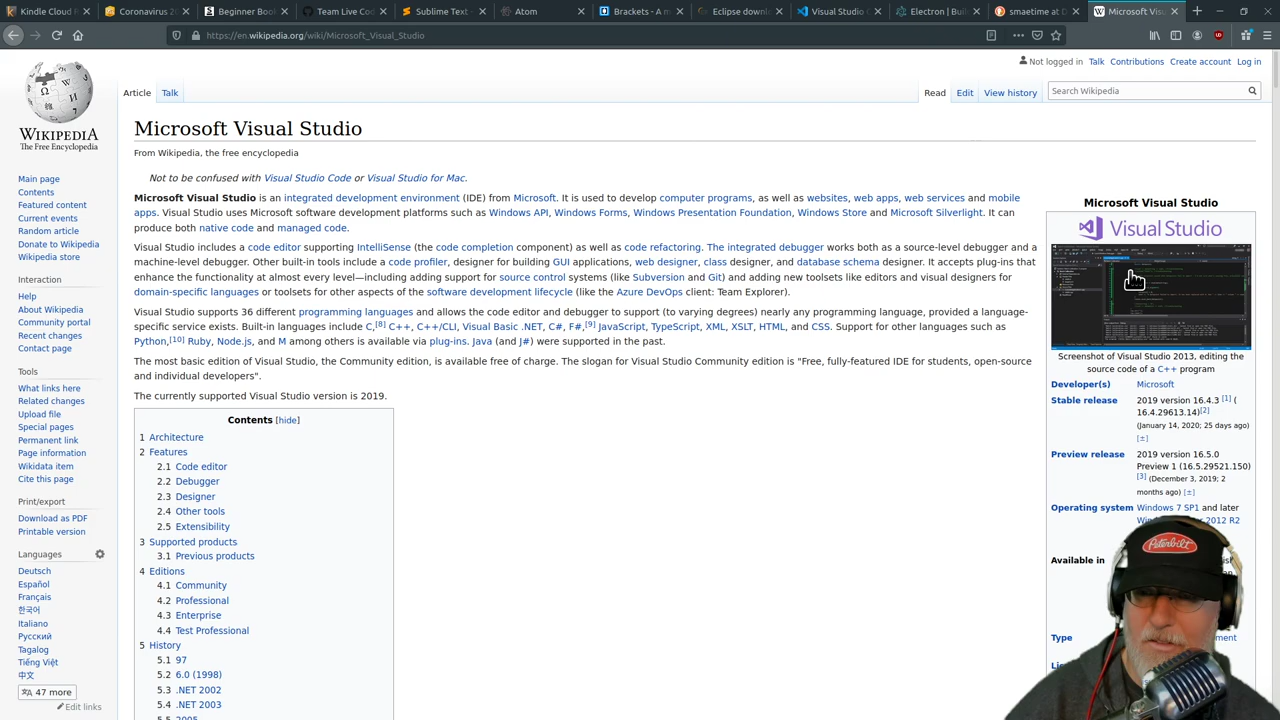 Kindle Cloud R
Coronavirus 20
Beginner Book
Team Live Cod
Sublime Text -
Atom
Brackets - A m
Eclipse downl
Visual Studio C
Electron | Buil
smaetime at D
Microsoft Visu
https://en.wikipedia.org/wiki/Microsoft_Visual_Studio
Not logged in Talk Contributions Create account Log in
Article Talk
Read Edit View history
Search Wikipedia
WIKIPEDIA
The Free Encyclopedia
Main page
Contents
Featured content
Current events
Random article
Donate to Wikipedia
Wikipedia store
Interaction
Help
About Wikipedia
Community portal
Recent changes
Contact page
Tools
What links here
Related changes
Upload file
Special pages
Permanent link
Page information
Wikidata item
Cite this page
Print/export
Download as PDF
Printable version
Languages
Deutsch
Español
Français
한국어
Italiano
Русский
Tagalog
Tiếng Việt
中文
47 more
Edit links
Microsoft Visual Studio
From Wikipedia, the free encyclopedia
Not to be confused with Visual Studio Code or Visual Studio for Mac.
Microsoft Visual Studio is an integrated development environment (IDE) from Microsoft. It is used to develop computer programs, as well as websites, web apps, web services and mobile
apps. Visual Studio uses Microsoft software development platforms such as Windows API, Windows Forms, Windows Presentation Foundation, Windows Store and Microsoft Silverlight. It can
produce both native code and managed code.
Visual Studio includes a code editor supporting IntelliSense (the code completion component) as well as code refactoring. The integrated debugger works both as a source-level debugger and a
machine-level debugger. Other built-in tools include a code profiler, designer for building GUI applications, web designer, class designer, and database schema designer. It accepts plug-ins that
enhance the functionality at almost every level—including adding support for source control systems (like Subversion and Git) and adding new toolsets like editors and visual designers for
domain-specific languages or toolsets for other aspects of the software development lifecycle (like the Azure DevOps client: Team Explorer).
Visual Studio supports 36 different programming languages and allows the code editor and debugger to support (to varying degrees) nearly any programming language, provided a language-
specific service exists. Built-in languages include C,[8] C++, C++/CLI, Visual Basic .NET, C#, F#,[9] JavaScript, TypeScript, XML, XSLT, HTML, and CSS. Support for other languages such as
Python,[10] Ruby, Node.js, and M among others is available via plug-ins. Java (and J#) were supported in the past.
The most basic edition of Visual Studio, the Community edition, is available free of charge. The slogan for Visual Studio Community edition is "Free, fully-featured IDE for students, open-source
and individual developers".
The currently supported Visual Studio version is 2019.
Contents [hide]
1 Architecture
2 Features
2.1 Code editor
2.2 Debugger
2.3 Designer
2.4 Other tools
2.5 Extensibility
3 Supported products
3.1 Previous products
4 Editions
4.1 Community
4.2 Professional
4.3 Enterprise
4.4 Test Professional
5 History
5.1 97
5.2 6.0 (1998)
5.3 .NET 2002
5.4 .NET 2003
5.5 2005
Microsoft Visual Studio
Visual Studio
Screenshot of Visual Studio 2013, editing the
source code of a C++ program
Developer(s) Microsoft
Stable release 2019 version 16.4.3 [1] (
16.4.29613.14)[2]
(January 14, 2020; 25 days ago)
[±]
Preview release 2019 version 16.5.0
Preview 1 (16.5.29521.150)
[3] (December 3, 2019; 2
months ago) [±]
Operating system Windows 7 SP1 and later
2012 R2
Available in
Type
Peterbilt